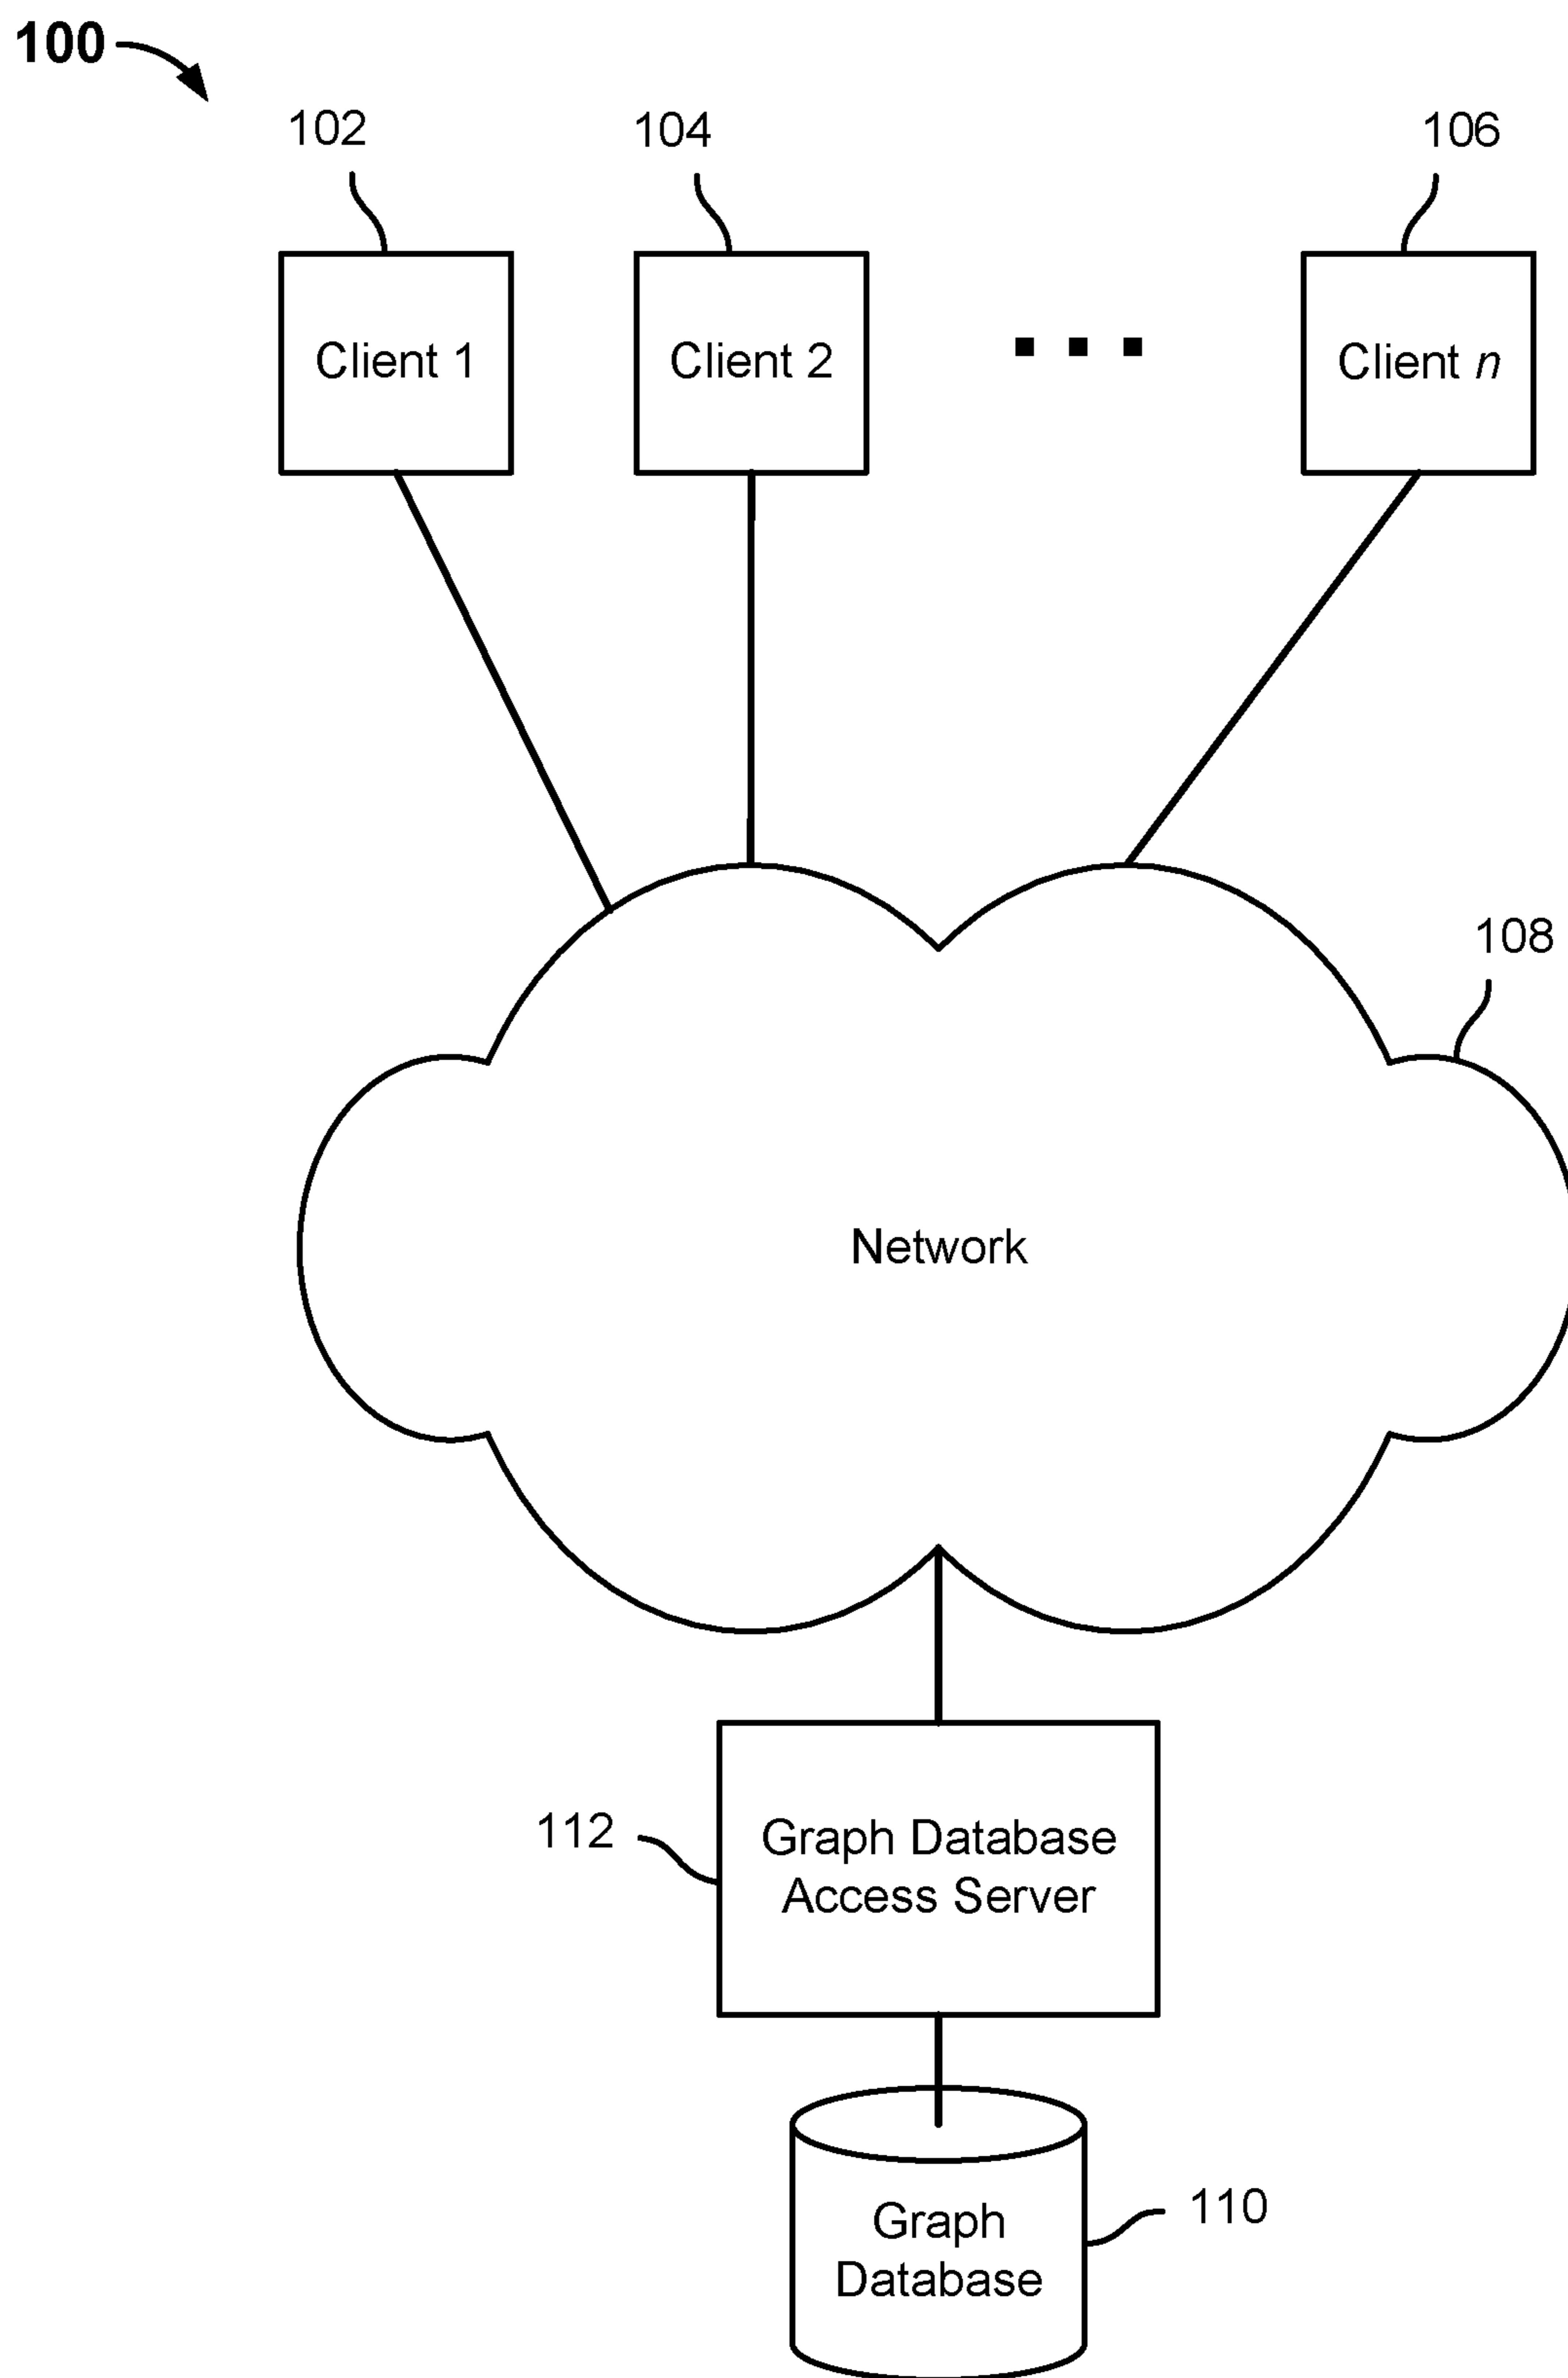 100
102
104
106
Client 1
Client 2
Client n
108
Network
112
Graph Database
Access Server
110
Graph
Database